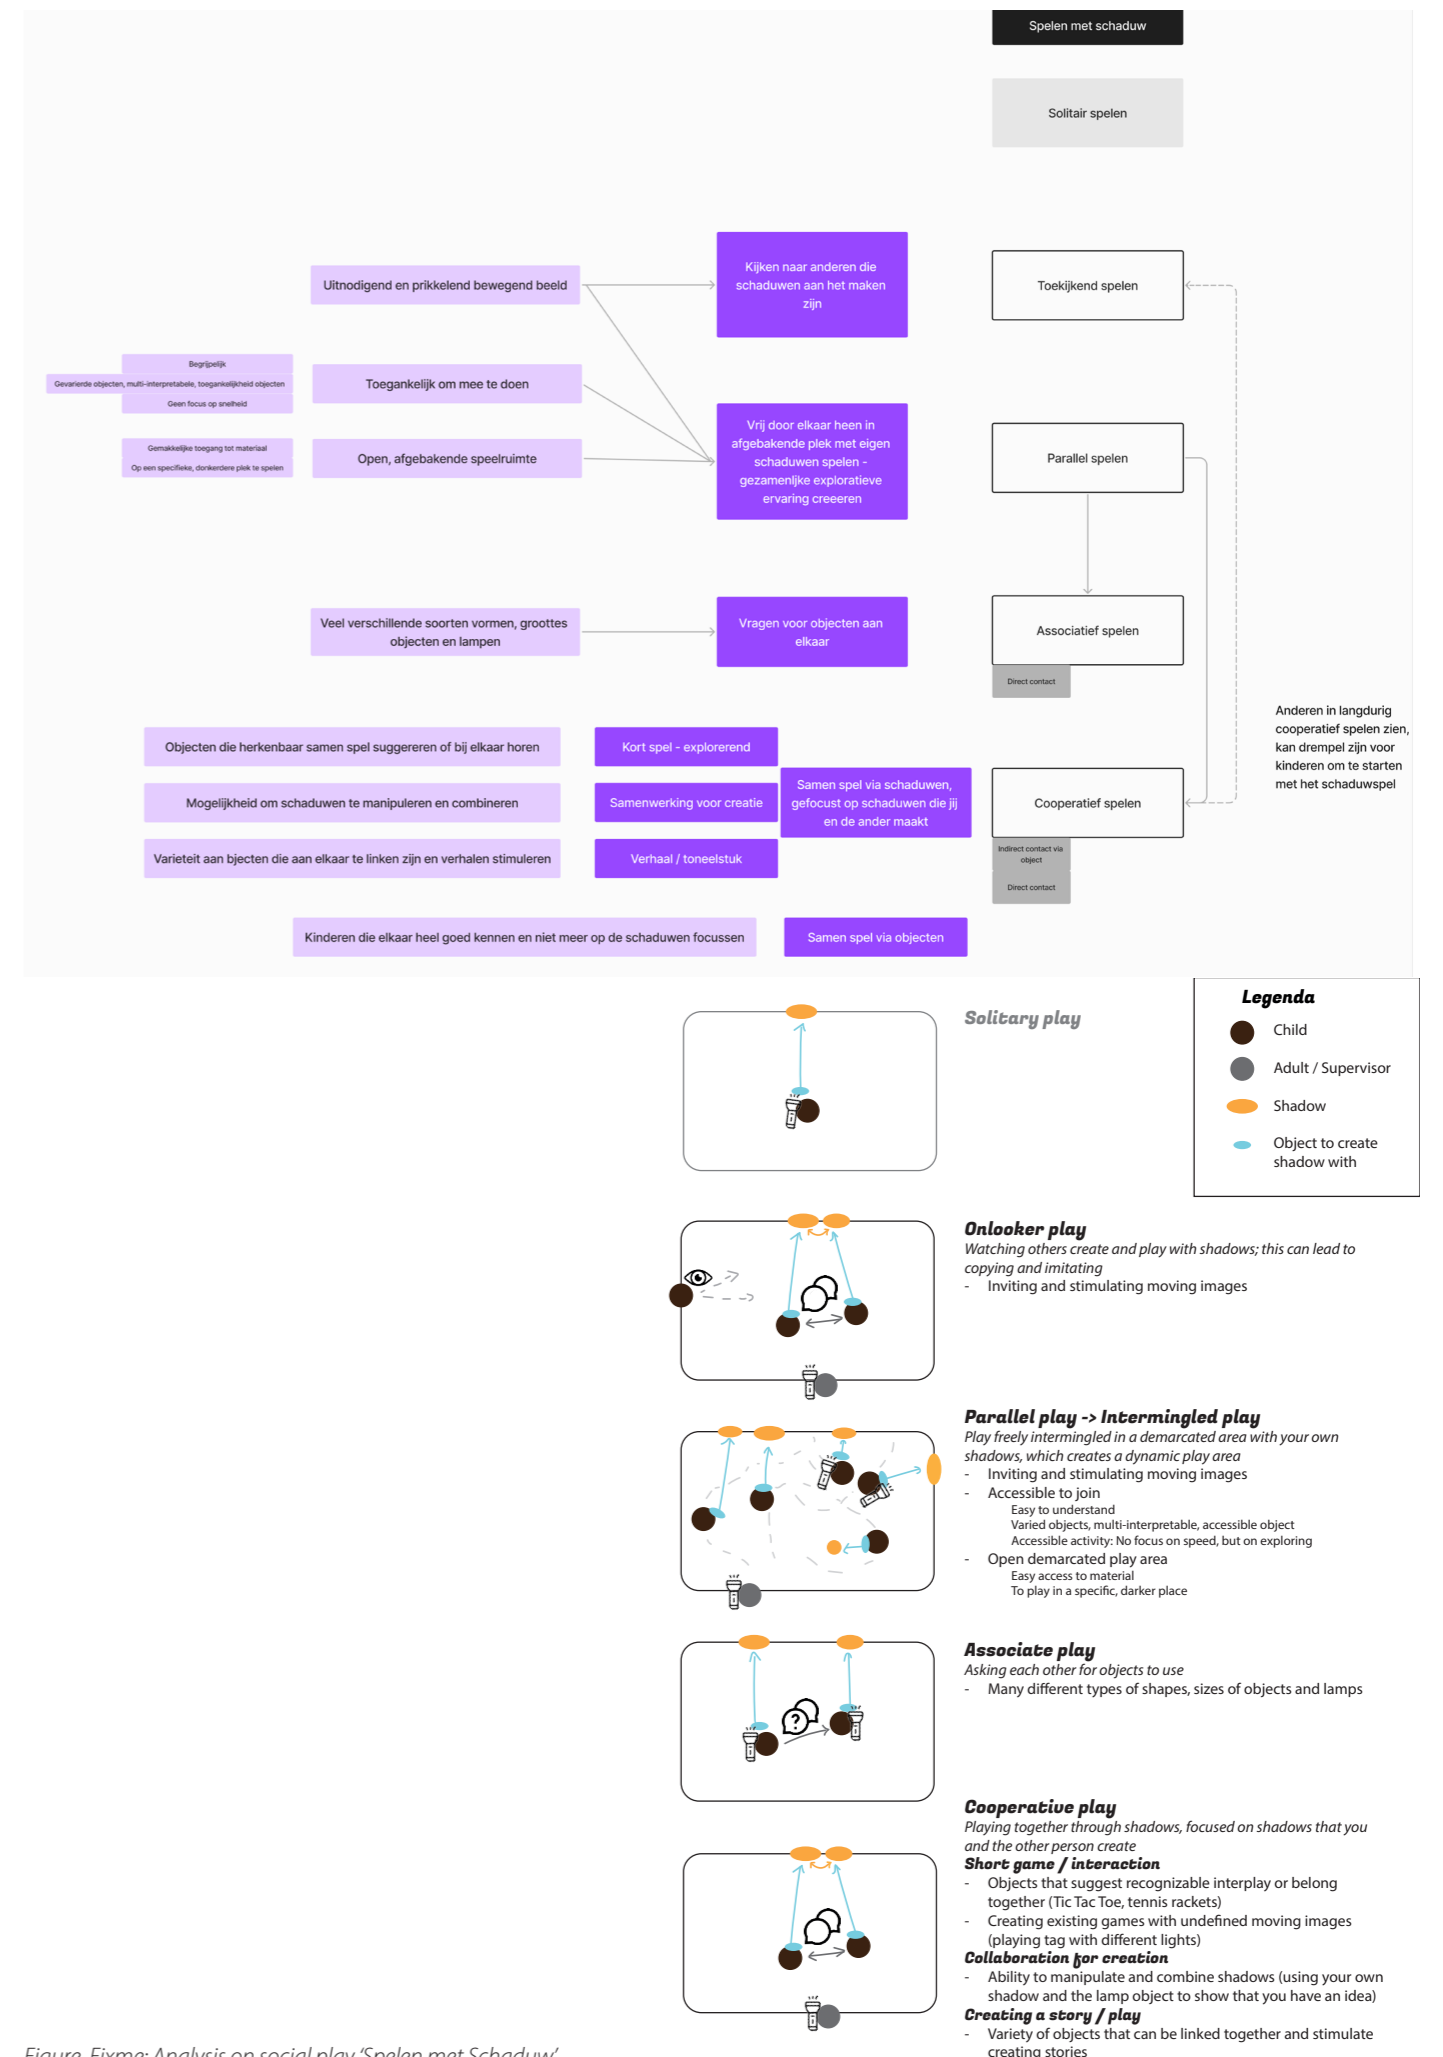 Spelen met schaduw
Solitair spelen
Uitnodigend en prikkelend bewegend beeld
Kijken naar anderen die
schaduwen aan het maken
zijn
Toekijkend spelen
Begrijpelijk
Gevarierde objecten, multi-interpretabele, toegankelijkheid objecten
Geen focus op snelheid
Toegankelijk om mee te doen
Gemakkelijke toegang tot materiaal
Op een specifieke, donkerdere plek te spelen
Open, afgebakende speelruimte
Vrij door elkaar heen in
afgebakende plek met eigen
schaduwen spelen -
gezamenljke exploratieve
ervaring creeeren
Parallel spelen
Veel verschillende soorten vormen, groottes
objecten en lampen
Vragen voor objecten aan
elkaar
Associatief spelen
Direct contact
Anderen in langdurig
cooperatief spelen zien,
kan drempel zijn voor
kinderen om te starten
met het schaduwspel
Objecten die herkenbaar samen spel suggereren of bij elkaar horen
Kort spel - explorerend
Mogelijkheid om schaduwen te manipuleren en combineren
Samenwerking voor creatie
Samen spel via schaduwen,
gefocust op schaduwen die jij
en de ander maakt
Cooperatief spelen
Varieteit aan bjecten die aan elkaar te linken zijn en verhalen stimuleren
Verhaal / toneelstuk
Indirect contact via
object
Direct contact
Kinderen die elkaar heel goed kennen en niet meer op de schaduwen focussen
Samen spel via objecten
Legenda
Child
Adult / Supervisor
Shadow
Object to create
shadow with
Solitary play
Onlooker play
Watching others create and play with shadows; this can lead to
copying and imitating
- Inviting and stimulating moving images
Parallel play -> Intermingled play
Play freely intermingled in a demarcated area with your own
shadows, which creates a dynamic play area
- Inviting and stimulating moving images
- Accessible to join
Easy to understand
Varied objects, multi-interpretable, accessible object
Accessible activity: No focus on speed, but on exploring
- Open demarcated play area
Easy access to material
To play in a specific, darker place
Associate play
Asking each other for objects to use
- Many different types of shapes, sizes of objects and lamps
?
Cooperative play
Playing together through shadows, focused on shadows that you
and the other person create
Short game / interaction
- Objects that suggest recognizable interplay or belong
together (Tic Tac Toe, tennis rackets)
- Creating existing games with undefined moving images
(playing tag with different lights)
Collaboration for creation
- Ability to manipulate and combine shadows (using your own
shadow and the lamp object to show that you have an idea)
Creating a story / play
- Variety of objects that can be linked together and stimulate
creating stories
Figure. Fixme: Analysis on social play 'Spelen met Schaduw'